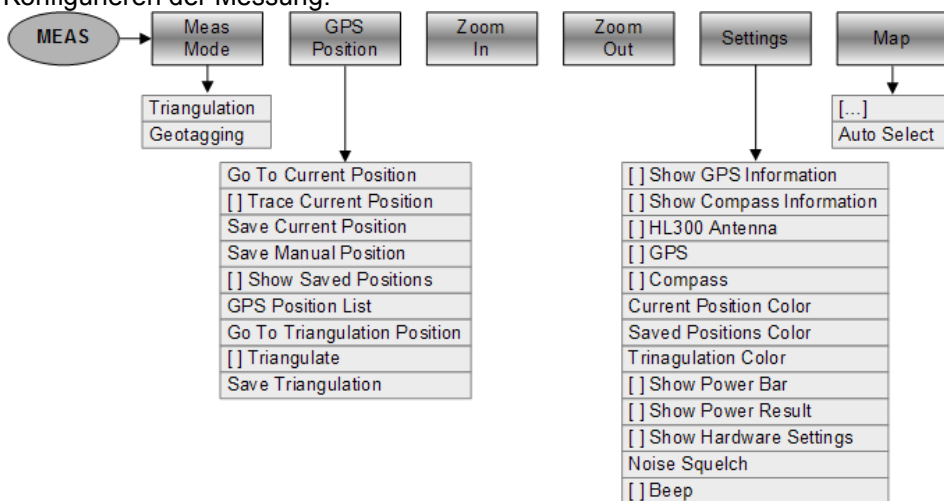 Konfigurieren der Messung:
MEAS
Meas
Mode
GPS
Position
Zoom
In
Zoom
Out
Settings
Map
Triangulation
Geotagging
[...]
Auto Select
Go To Current Position
[ ] Trace Current Position
Save Current Position
Save Manual Position
[ ] Show Saved Positions
GPS Position List
Go To Triangulation Position
[ ] Triangulate
Save Triangulation
[ ] Show GPS Information
[ ] Show Compass Information
[ ] HL300 Antenna
[ ] GPS
[ ] Compass
Current Position Color
Saved Positions Color
Trinagulation Color
[ ] Show Power Bar
[ ] Show Power Result
[ ] Show Hardware Settings
Noise Squelch
[ ] Beep